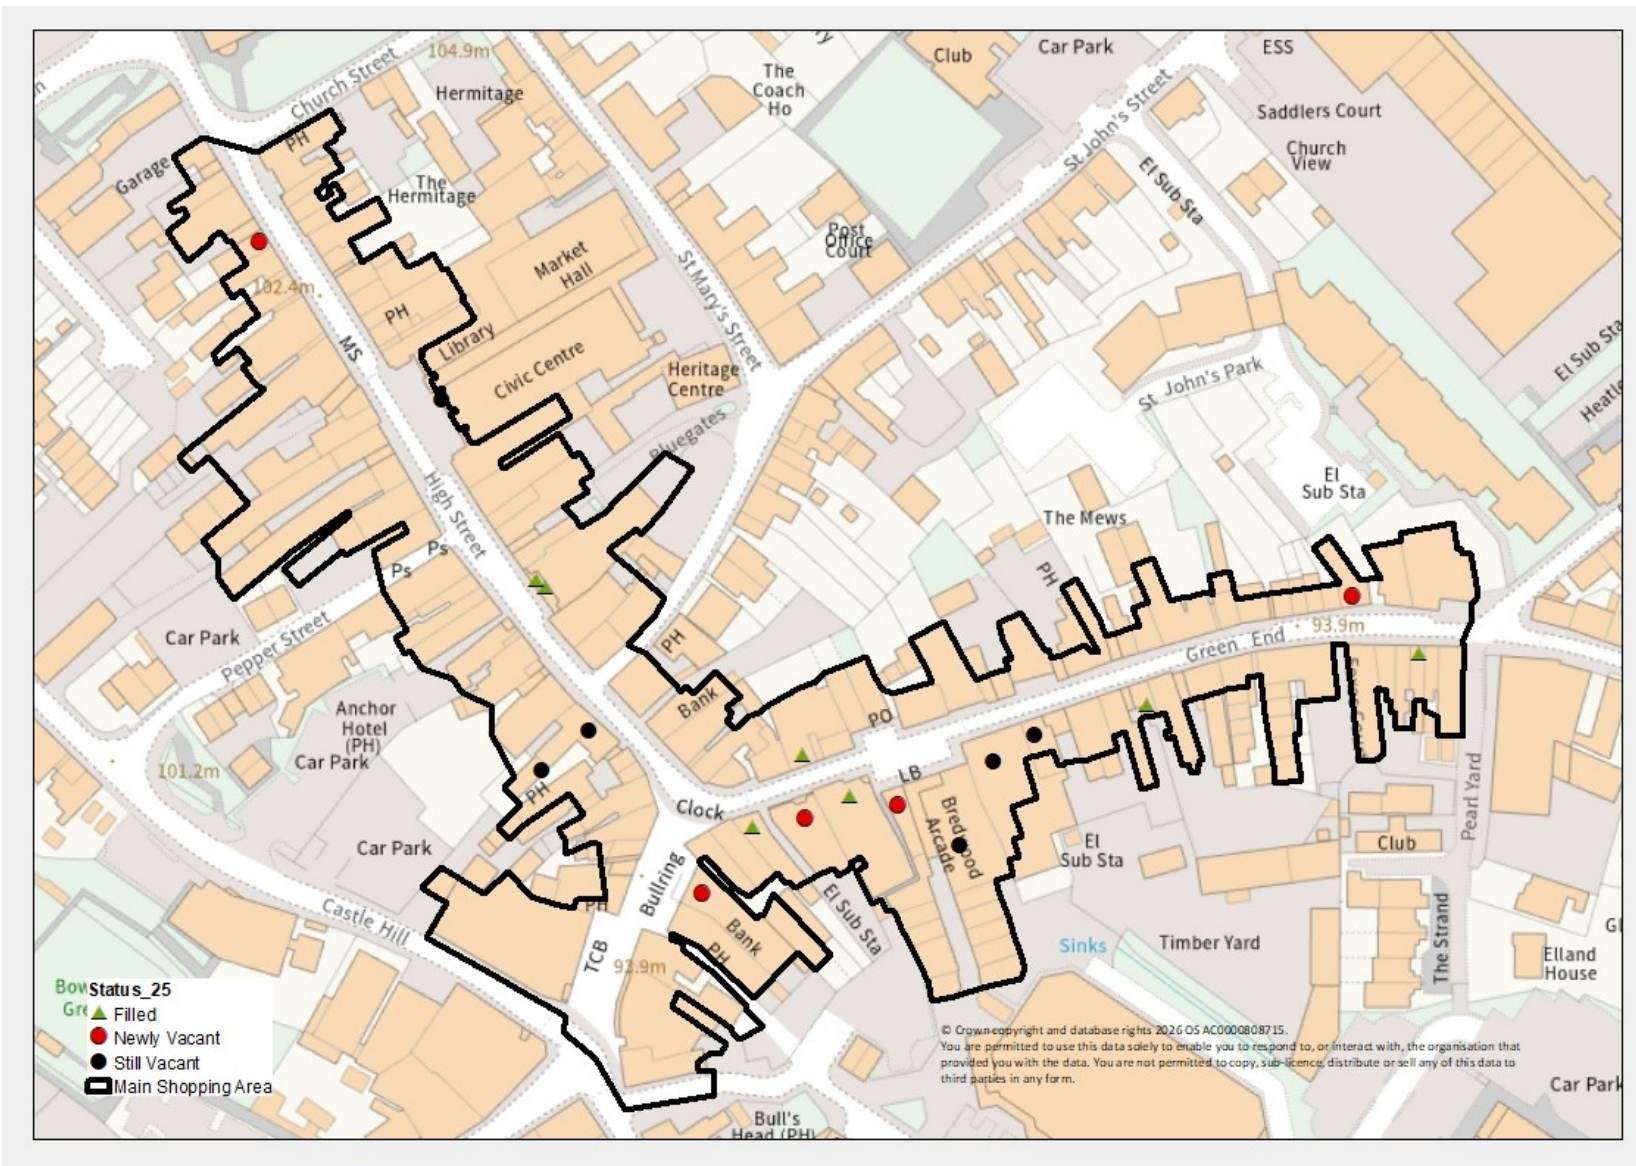 104.9m
Church Street
Hermitage
The
Coach
Ho
Club
Car Park
ESS
Saddlers Court
Church
View
St John's Street
El Sub Sta
PH
Garage
The
Hermitage
Post
Office
Court
Market
Hall
St Mary's Street
102.4m
PH
MS
Library
Civic Centre
Heritage
Centre
Bluegates
St John's Park
El Sub Sta
El
Sub Sta
High Street
Ps
Ps
The Mews
PH
Car Park
Pepper Street
PH
Green End
93.9m
Bank
PO
Anchor
Hotel
(PH)
Car Park
101.2m
PH
LB
Clock
Bredwood
Arcade
Pearl Yard
Car Park
El
Sub Sta
Club
Bullring
El Sub Sta
PH
Castle Hill
Bank
PH
TCB
93.9m
Sinks
Timber Yard
The Strand
Elland
House
Status_25
Filled
Newly Vacant
Still Vacant
Main Shopping Area
© Crown copyright and database rights 2026 OS AC0000808715.
You are permitted to use this data solely to enable you to respond to, or interact with, the organisation that
provided you with the data. You are not permitted to copy, sub-licence, distribute or sell any of this data to
third parties in any form.
Car Park
Bull's
Head (PH)